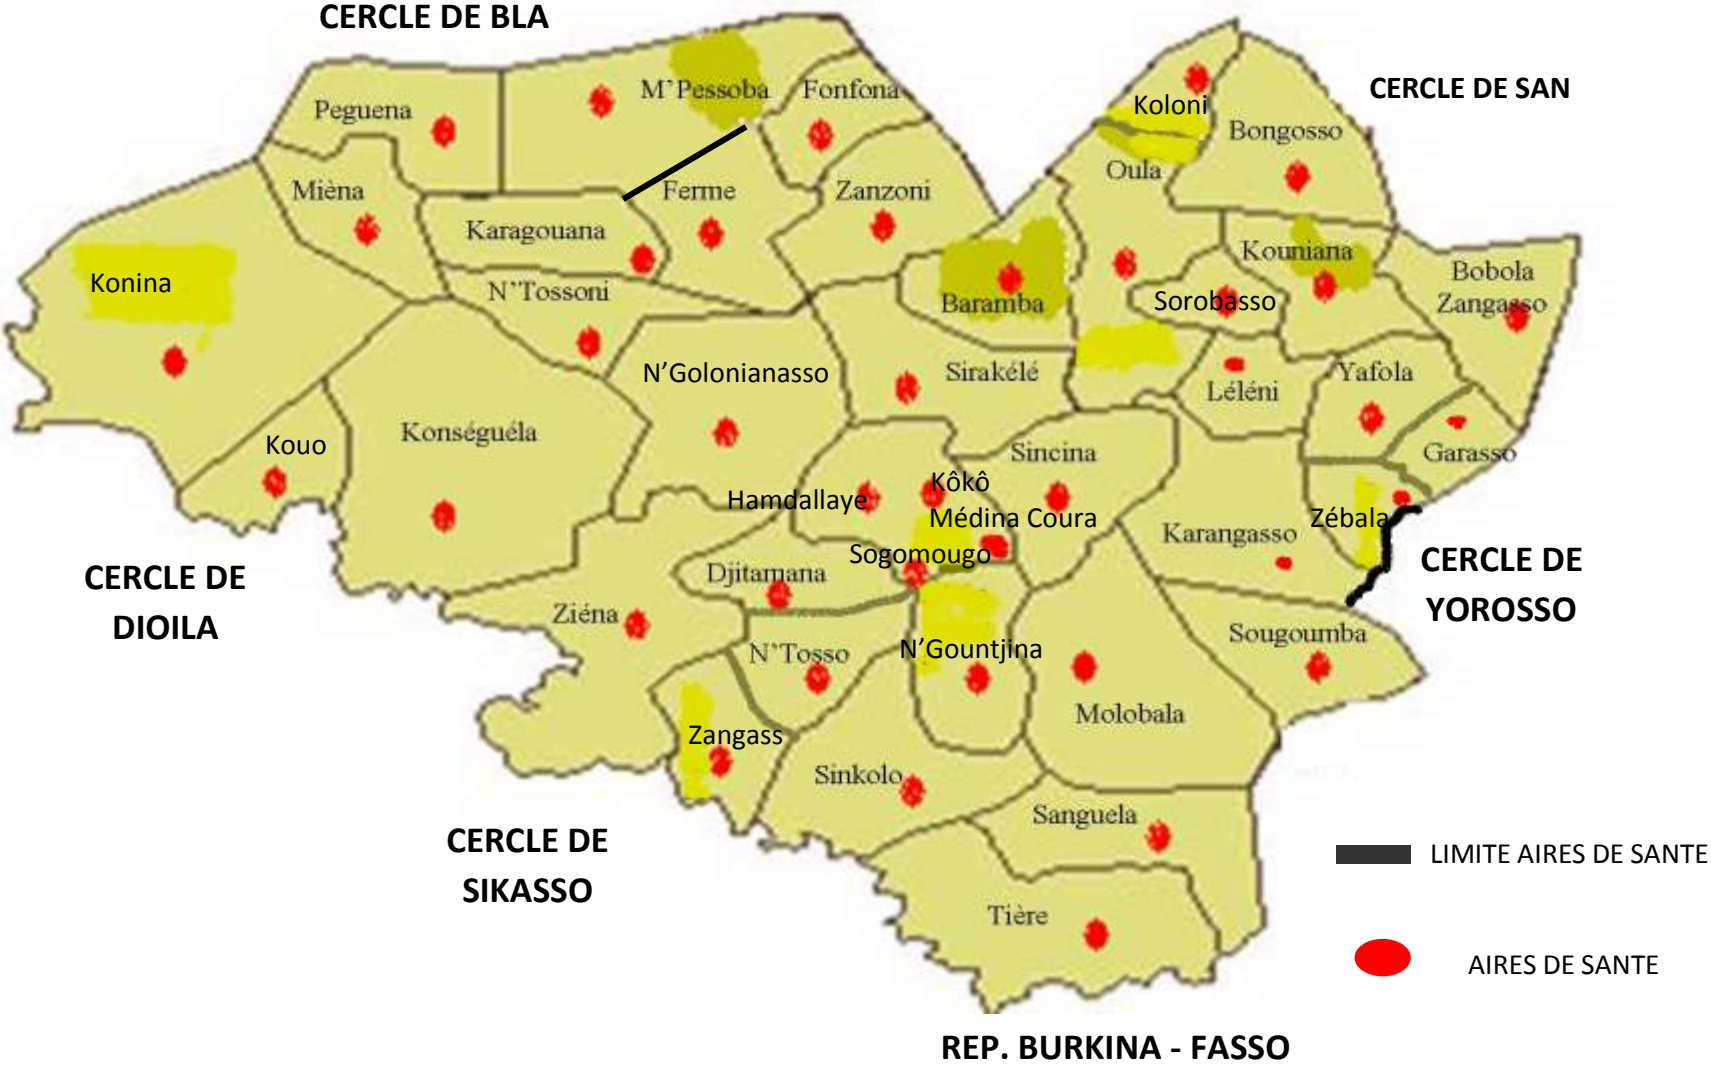 CERCLE DE BLA
CERCLE DE SAN
M'Pessoba
Fonfona
Peguena
Koloni
Bongosso
Oula
Mièna
Ferme
Zanzoni
Karagouana
Kouniana
Konina
N'Tossoni
Baramba
Sorobasso
Bobola
Zangasso
N'Golonianasso
Sirakélé
Léléni
Yafola
Kouo
Konséguéla
Sincina
Garasso
Hamdallaye
Kôkô
Médina Coura
Karangasso
Zébala
Sogomougo
Djitamana
CERCLE DE
DIOILA
CERCLE DE
YOROSSO
Ziéna
N'Tosso
N'Gountjina
Sougoumba
Molobala
Zangass
Sinkolo
Sanguela
CERCLE DE
SIKASSO
LIMITE AIRES DE SANTE
Tière
AIRES DE SANTE
REP. BURKINA - FASSO